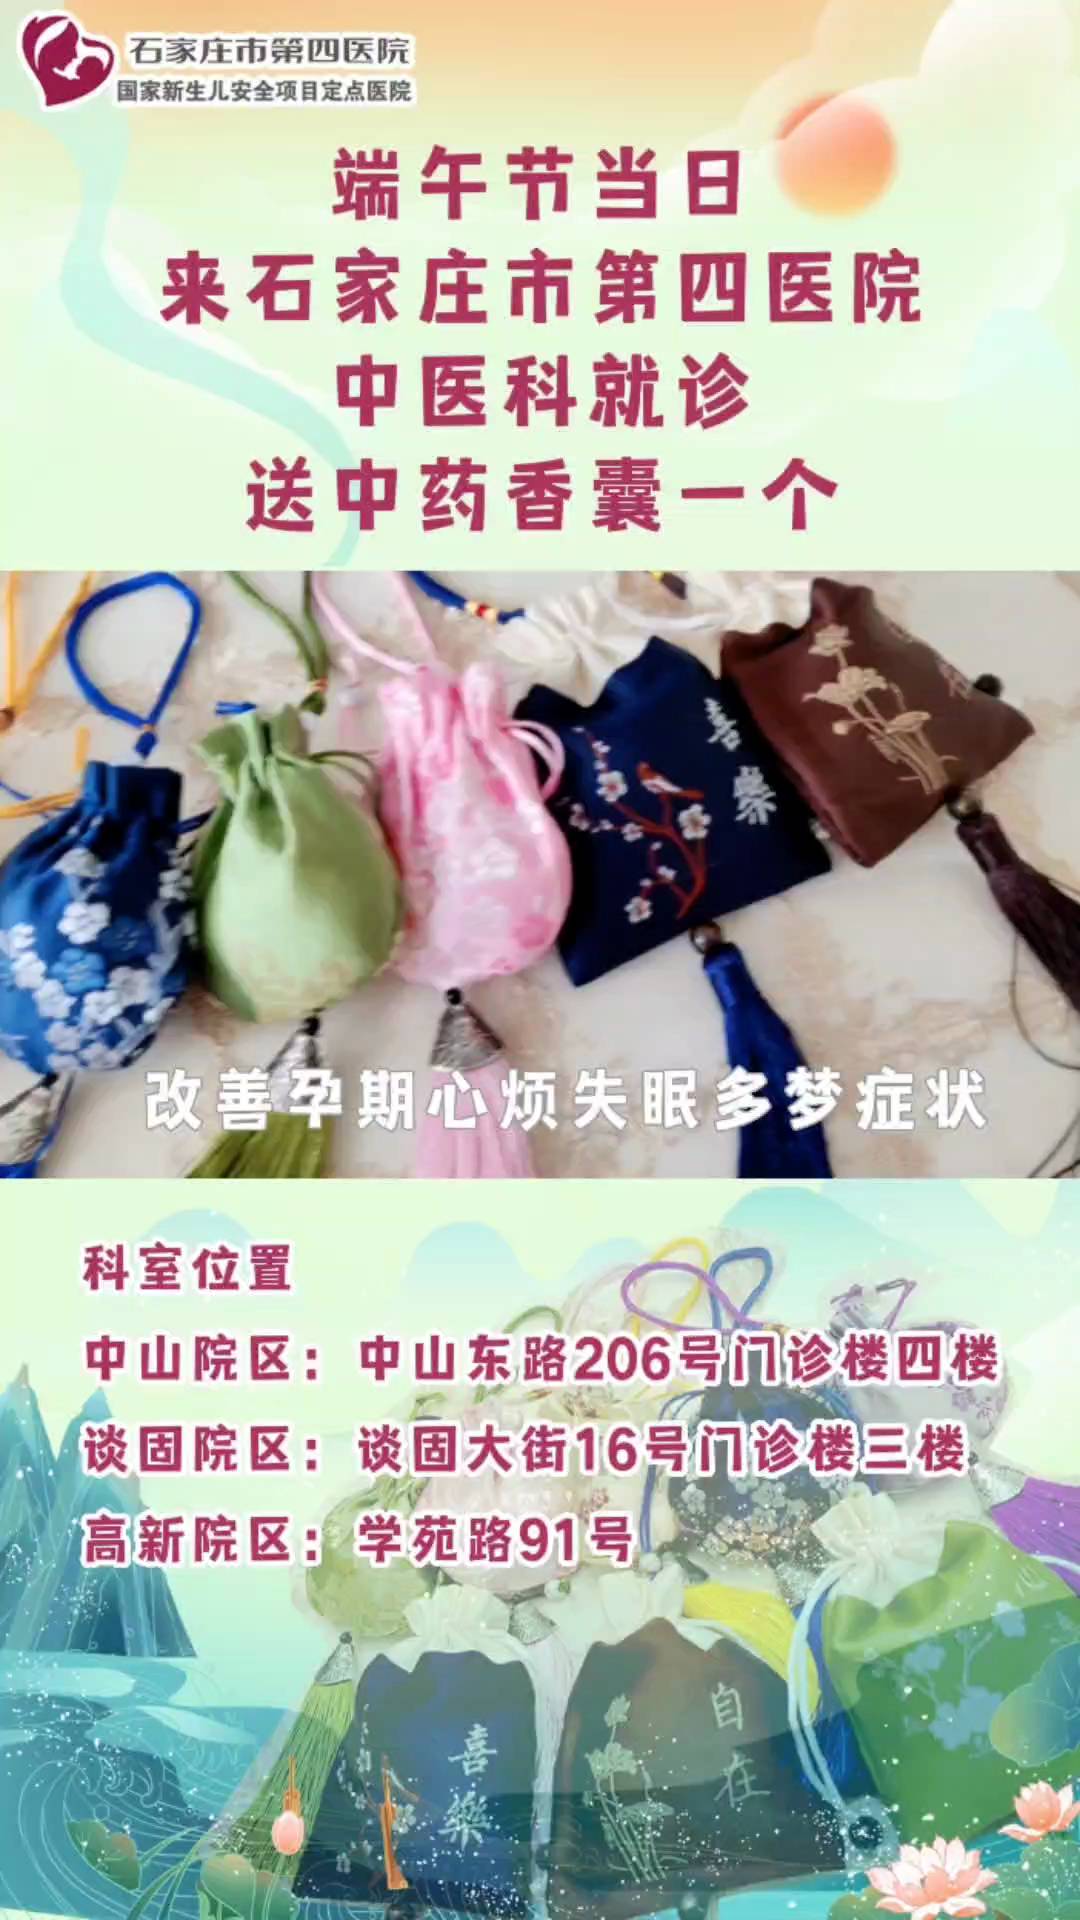 石家庄市第四医院
国家新生儿安全项目定点医院
端午节当日
来石家庄市第四医院
中医科就诊
送中药香囊一个
喜樂
改善孕期心烦失眠多梦症状
科室位置
中山院区：中山东路206号门诊楼四楼
谈固院区：谈固大街16号门诊楼三楼
高新院区：学苑路91号
喜樂
自在